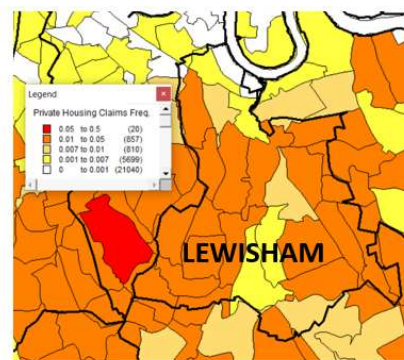 Legend
Private Housing Claims Freq.
0.05 to 0.5 (20)
0.01 to 0.05 (857)
0.007 to 0.01 (810)
0.001 to 0.007 (5699)
0 to 0.001 (21040)
LEWISHAM